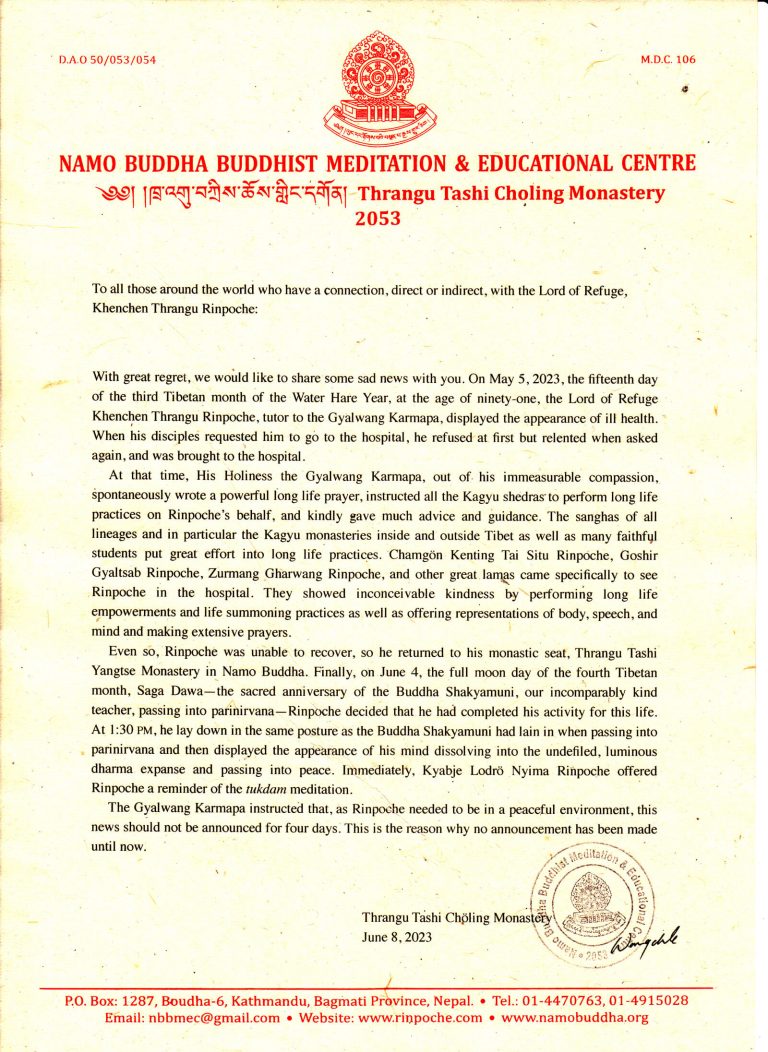 D.A.O 50/053/054
M.D.C. 106
NAMO BUDDHA BUDDHIST MEDITATION & EDUCATIONAL CENTRE
༄༅། །ཁྲ་འགུ་བཀྲིས་ཆོས་གླིང་དགོན། Thrangu Tashi Choling Monastery
2053
To all those around the world who have a connection, direct or indirect, with the Lord of Refuge,
Khenchen Thrangu Rinpoche:
With great regret, we would like to share some sad news with you. On May 5, 2023, the fifteenth day
of the third Tibetan month of the Water Hare Year, at the age of ninety-one, the Lord of Refuge
Khenchen Thrangu Rinpoche, tutor to the Gyalwang Karmapa, displayed the appearance of ill health.
When his disciples requested him to go to the hospital, he refused at first but relented when asked
again, and was brought to the hospital.
At that time, His Holiness the Gyalwang Karmapa, out of his immeasurable compassion,
spontaneously wrote a powerful long life prayer, instructed all the Kagyu shedras to perform long life
practices on Rinpoche's behalf, and kindly gave much advice and guidance. The sanghas of all
lineages and in particular the Kagyu monasteries inside and outside Tibet as well as many faithful
students put great effort into long life practices. Chamgön Kenting Tai Situ Rinpoche, Goshir
Gyaltsab Rinpoche, Zurmang Gharwang Rinpoche, and other great lamas came specifically to see
Rinpoche in the hospital. They showed inconceivable kindness by performing long life
empowerments and life summoning practices as well as offering representations of body, speech, and
mind and making extensive prayers.
Even so, Rinpoche was unable to recover, so he returned to his monastic seat, Thrangu Tashi
Yangtse Monastery in Namo Buddha. Finally, on June 4, the full moon day of the fourth Tibetan
month, Saga Dawa—the sacred anniversary of the Buddha Shakyamuni, our incomparably kind
teacher, passing into parinirvana—Rinpoche decided that he had completed his activity for this life.
At 1:30 PM, he lay down in the same posture as the Buddha Shakyamuni had lain in when passing into
parinirvana and then displayed the appearance of his mind dissolving into the undefiled, luminous
dharma expanse and passing into peace. Immediately, Kyabje Lodrö Nyima Rinpoche offered
Rinpoche a reminder of the tukdam meditation.
The Gyalwang Karmapa instructed that, as Rinpoche needed to be in a peaceful environment, this
news should not be announced for four days. This is the reason why no announcement has been made
until now.
Thrangu Tashi Chöling Monastery
June 8, 2023
Namo Buddha Buddhist Meditation & Educational Centre
2053
P.O. Box: 1287, Boudha-6, Kathmandu, Bagmati Province, Nepal. • Tel.: 01-4470763, 01-4915028
Email: nbbmec@gmail.com • Website: www.rinpoche.com • www.namobuddha.org